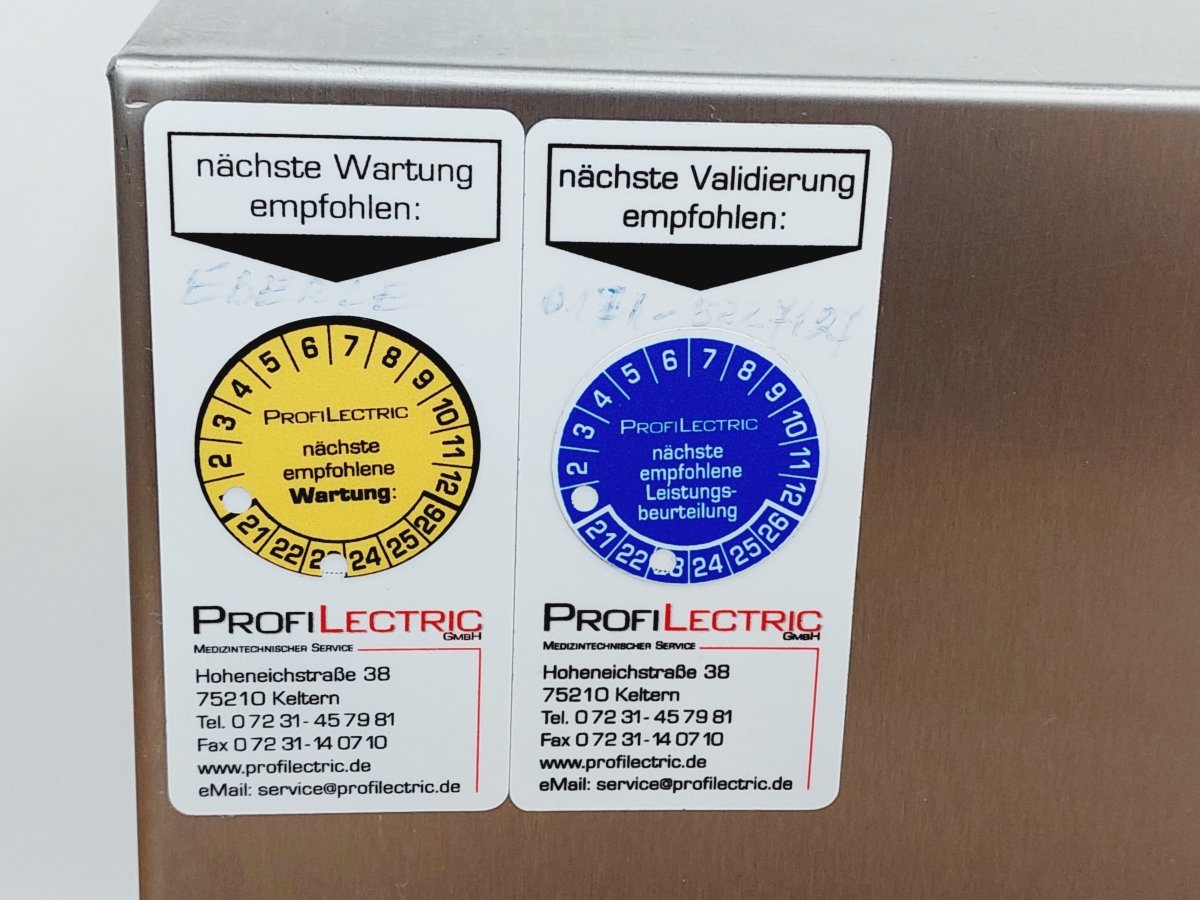 nächste Wartung
empfohlen:
EBERLE
2 3 4 5 6 7 8 9 10 11 12
PROFILECTRIC
nächste
empfohlene
Wartung:
21 22 24 25 26
PROFILECTRIC
GMBH
MEDIZINTECHNISCHER SERVICE
Hoheneichstraße 38
75210 Keltern
Tel. 0 72 31 - 45 79 81
Fax 0 72 31 - 14 07 10
www.profilectric.de
eMail: service@profilectric.de
nächste Validierung
empfohlen:
2 3 4 5 6 7 8 9 10 11 12
PROFILECTRIC
nächste
empfohlene
Leistungs-
beurteilung
21 22 24 25 26
PROFILECTRIC
GMBH
MEDIZINTECHNISCHER SERVICE
Hoheneichstraße 38
75210 Keltern
Tel. 0 72 31 - 45 79 81
Fax 0 72 31 - 14 07 10
www.profilectric.de
eMail: service@profilectric.de